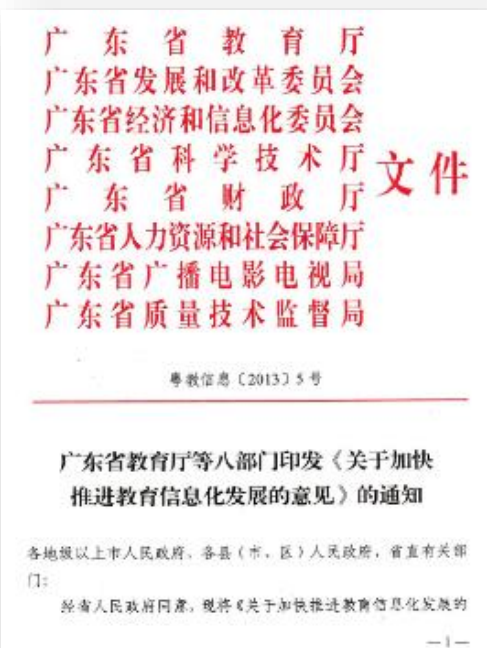 广东省教育厅
广东省发展和改革委员会
广东省经济和信息化委员会
广东省科学技术厅
广东省财政厅
广东省人力资源和社会保障厅
广东省广播电影电视局
广东省质量技术监督局
文件
粤教信息〔2013〕5号
广东省教育厅等八部门印发《关于加快
推进教育信息化发展的意见》的通知
各地级以上市人民政府、各县（市、区）人民政府，省直有关部
门：
经省人民政府同意，现将《关于加快推进教育信息化发展的
—1—